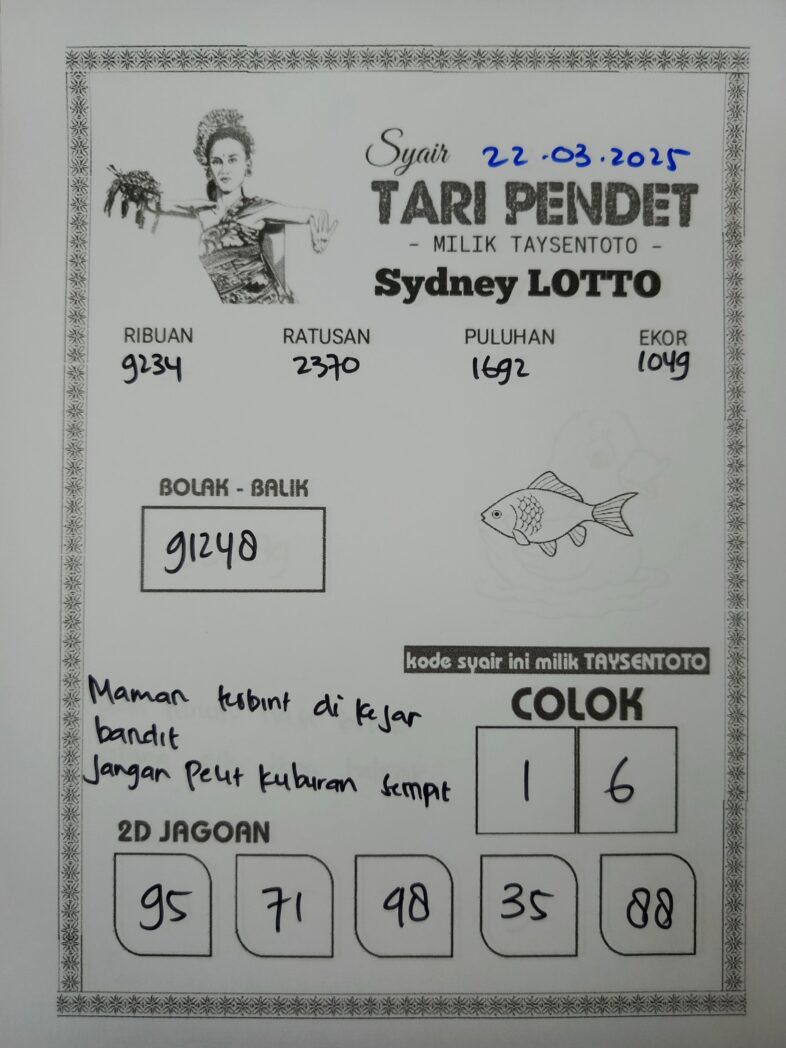 Syair 22.03.2025
TARI PENDET
- MILIK TAYSENTOTO -
Sydney LOTTO
RIBUAN RATUSAN PULUHAN EKOR
9234 2370 1692 1049
BOLAK - BALIK
91248
kode syair ini milik TAYSENTOTO
COLOK
1 6
Maman terbirit di kejar
bandit
Jangan pelit kuburan sempit
2D JAGOAN
95 71 98 35 88